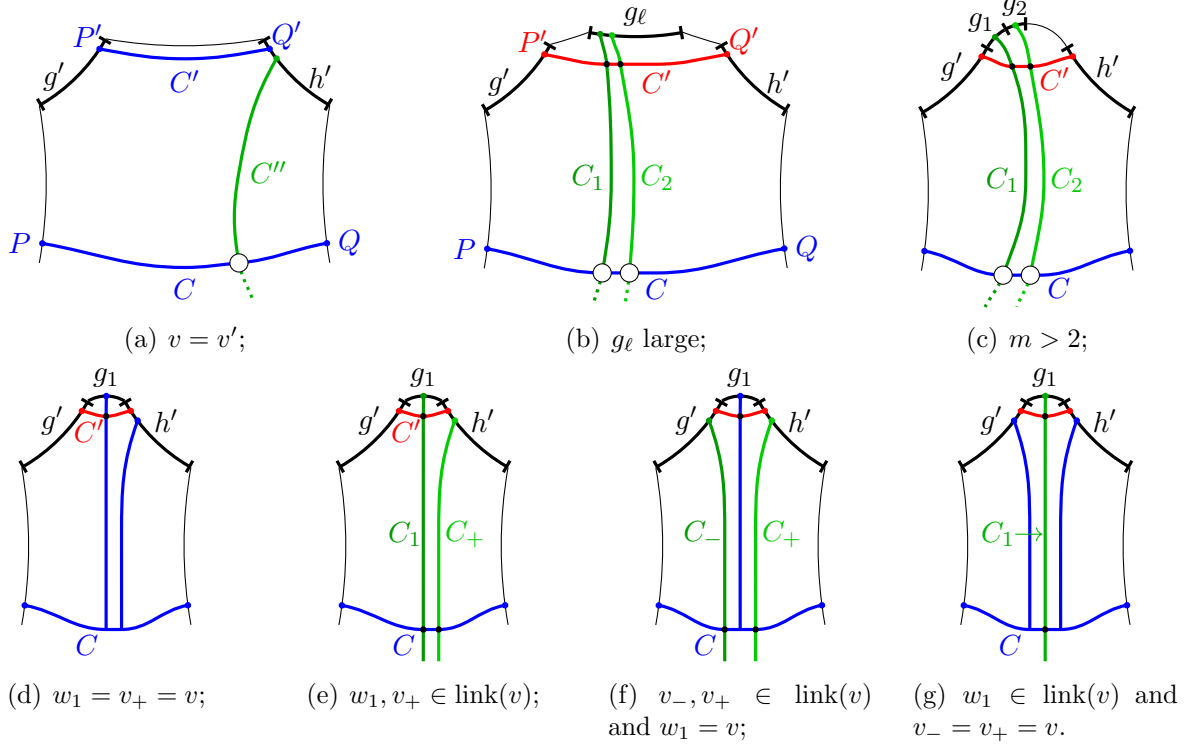 P' Q' g' C' h' C'' P Q C
(a) v = v';
g_ℓ P' Q' g' C' h' C_1 C_2 P Q C
(b) g_ℓ large;
g_1 g_2 g' C' h' C_1 C_2 C
(c) m > 2;
g_1 g' C' h' C
(d) w_1 = v_+ = v;
g_1 g' C' h' C_1 C_+ C
(e) w_1, v_+ ∈ link(v);
g_1 g' h' C_- C_+ C
(f) v_-, v_+ ∈ link(v)
and w_1 = v;
g_1 g' h' C_1→ C
(g) w_1 ∈ link(v) and
v_- = v_+ = v.